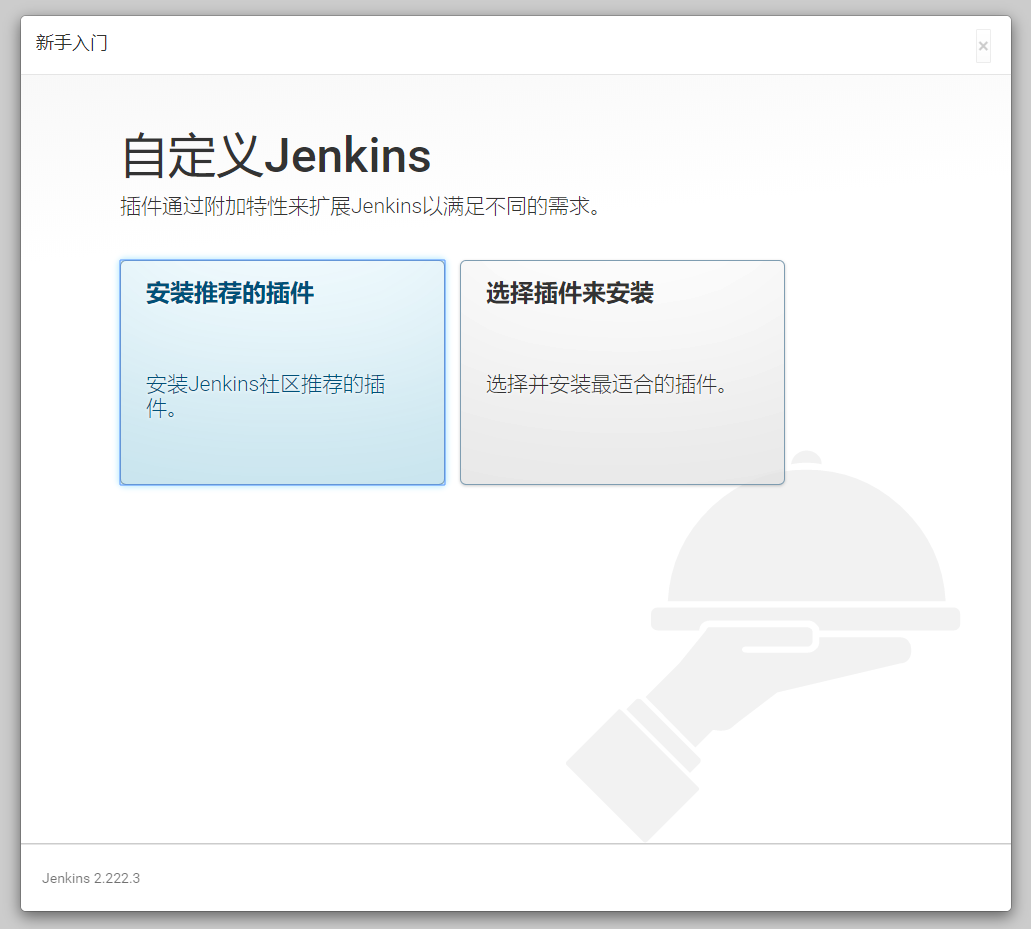 新手入门
×
自定义Jenkins
插件通过附加特性来扩展Jenkins以满足不同的需求。
安装推荐的插件
安装Jenkins社区推荐的插
件。
选择插件来安装
选择并安装最适合的插件。
Jenkins 2.222.3